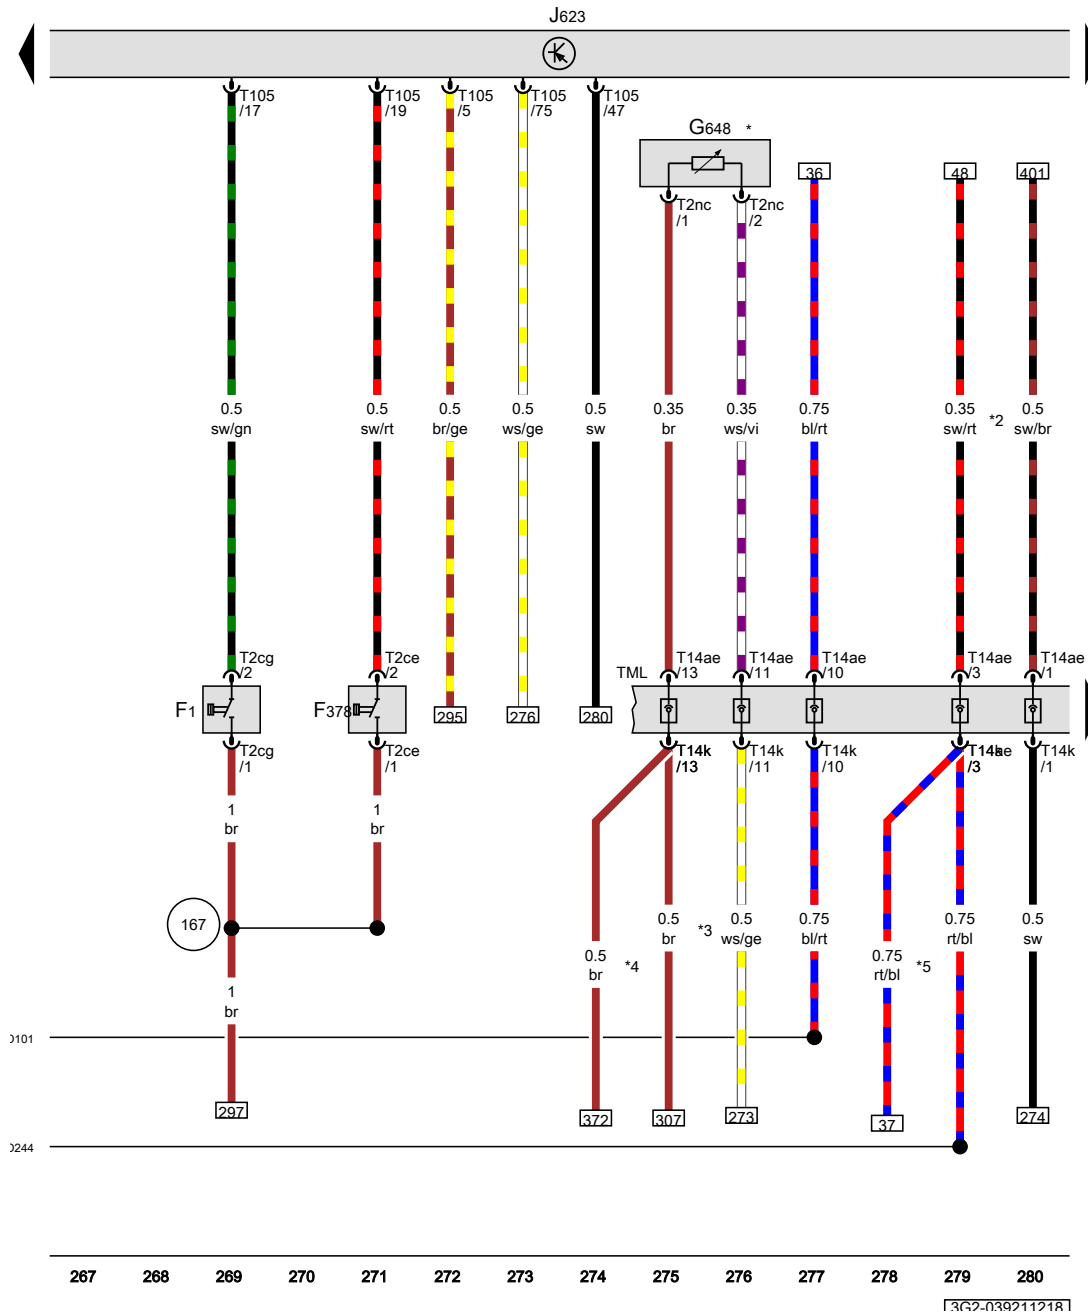 J623
T105 T105 T105 T105 T105
/17 /19 /5 /75 /47
G648 *
36 48 401
T2nc T2nc
/1 /2
0.5 0.5 0.5 0.5 0.5 0.35 0.35 0.75 0.35 *2 0.5
sw/gn sw/rt br/ge ws/ge sw br ws/vi bl/rt sw/rt sw/br
T2cg T2ce TML T14ae T14ae T14ae T14ae T14ae
/2 /2 /13 /11 /10 /3 /1
F1 F378 295 276 280
T2cg T2ce T14k T14k T14k T14k
/1 /1 /13 /11 /10 /3 /1
1 1
br br
167
0.5 *3 0.5 0.75 0.75 0.5
br ws/ge bl/rt rt/bl sw
0.5 *4 0.75 *5
br rt/bl
1
br
0101
297 372 307 273 37 274
0244
267 268 269 270 271 272 273 274 275 276 277 278 279 280
3G2-039211218